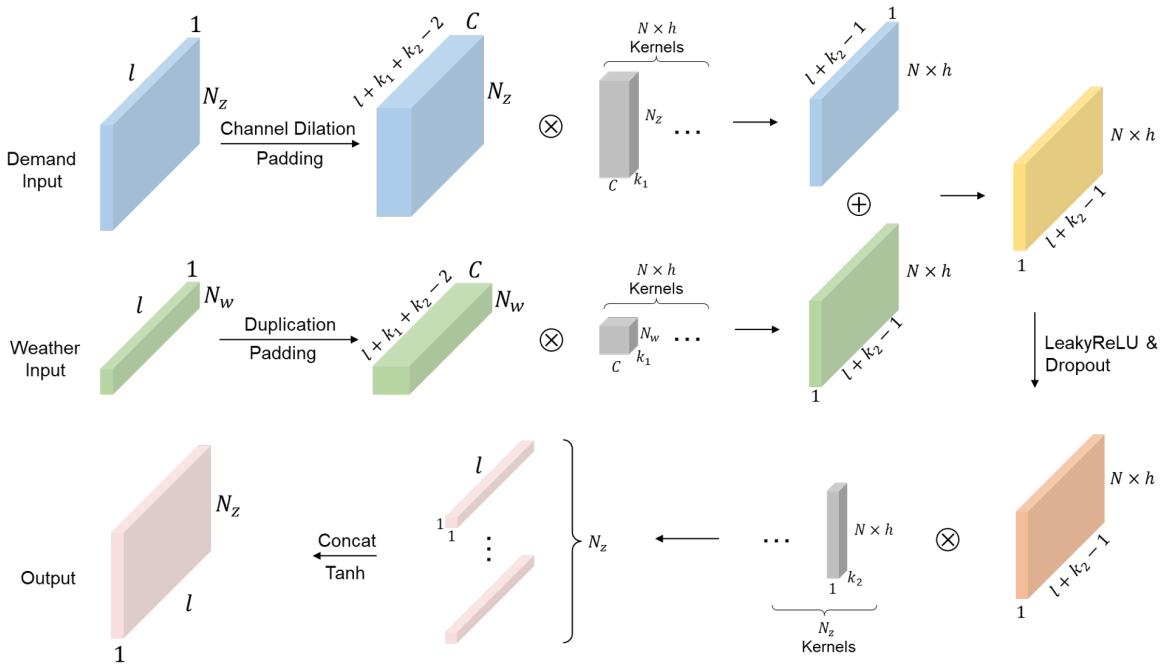 1
l
N_z
Demand
Input
Channel Dilation
Padding
C
l + k_1 + k_2 − 2
N_z
⊗
N × h
Kernels
N_z
...
C
k_1
1
l + k_2 − 1
N × h
⊕
N × h
l + k_2 − 1
1
1
l
N_w
Weather
Input
Duplication
Padding
C
l + k_1 + k_2 − 2
N_w
⊗
N × h
Kernels
N_w
...
C
k_1
N × h
l + k_2 − 1
1
LeakyReLU &
Dropout
N × h
l + k_2 − 1
1
⊗
N × h
...
1
k_2
N_z
Kernels
l
1
1
⋮
N_z
Concat
Tanh
Output
N_z
l
1